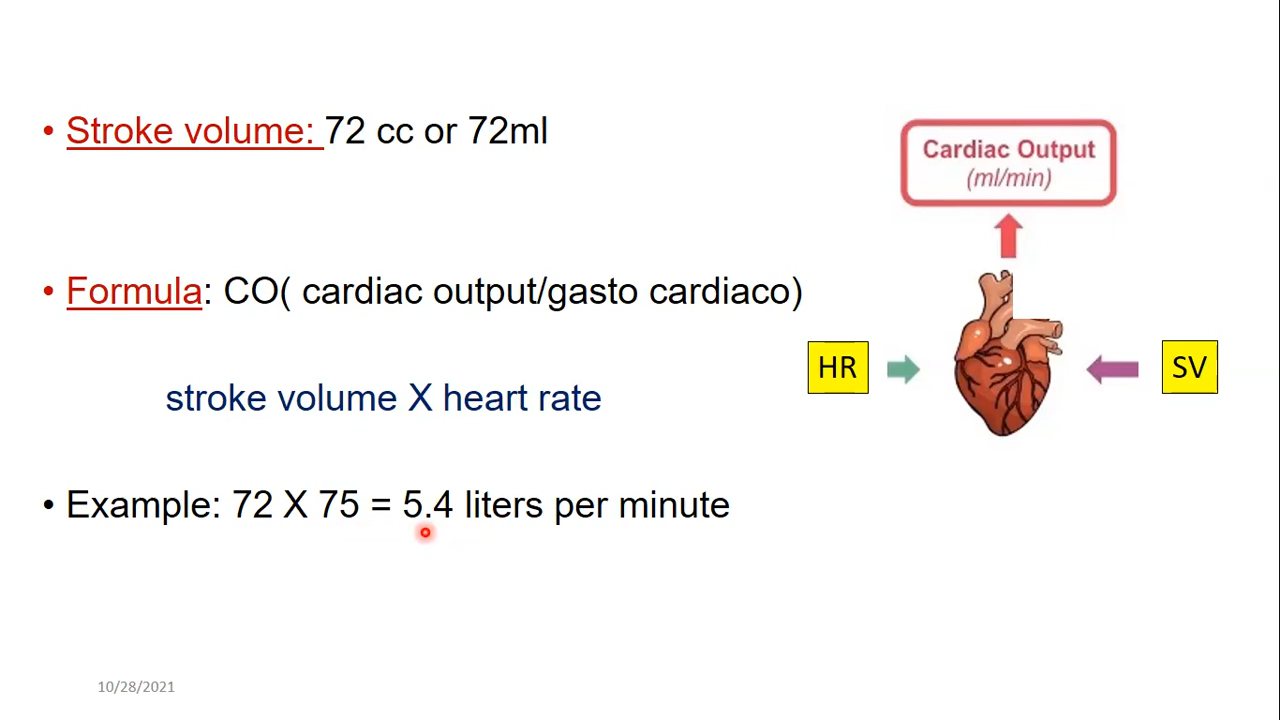 • Stroke volume: 72 cc or 72ml
Cardiac Output
(ml/min)
• Formula: CO( cardiac output/gasto cardiaco)
HR
SV
stroke volume X heart rate
• Example: 72 X 75 = 5.4 liters per minute
10/28/2021